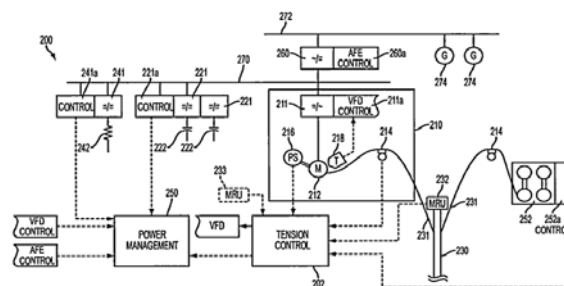 272
200
260
~/=
AFE
CONTROL
260a
G
G
274
274
241a
241
221a
221
270
CONTROL
=/=
CONTROL
=/=
=/=
221
211
=/~
VFD
CONTROL
211a
210
242
222
222
216
218
214
214
PS
T
M
212
233
MRU
232
MRU
250
231
231
252
252a
CONTROL
VFD
CONTROL
POWER
MANAGEMENT
VFD
TENSION
CONTROL
230
AFE
CONTROL
202